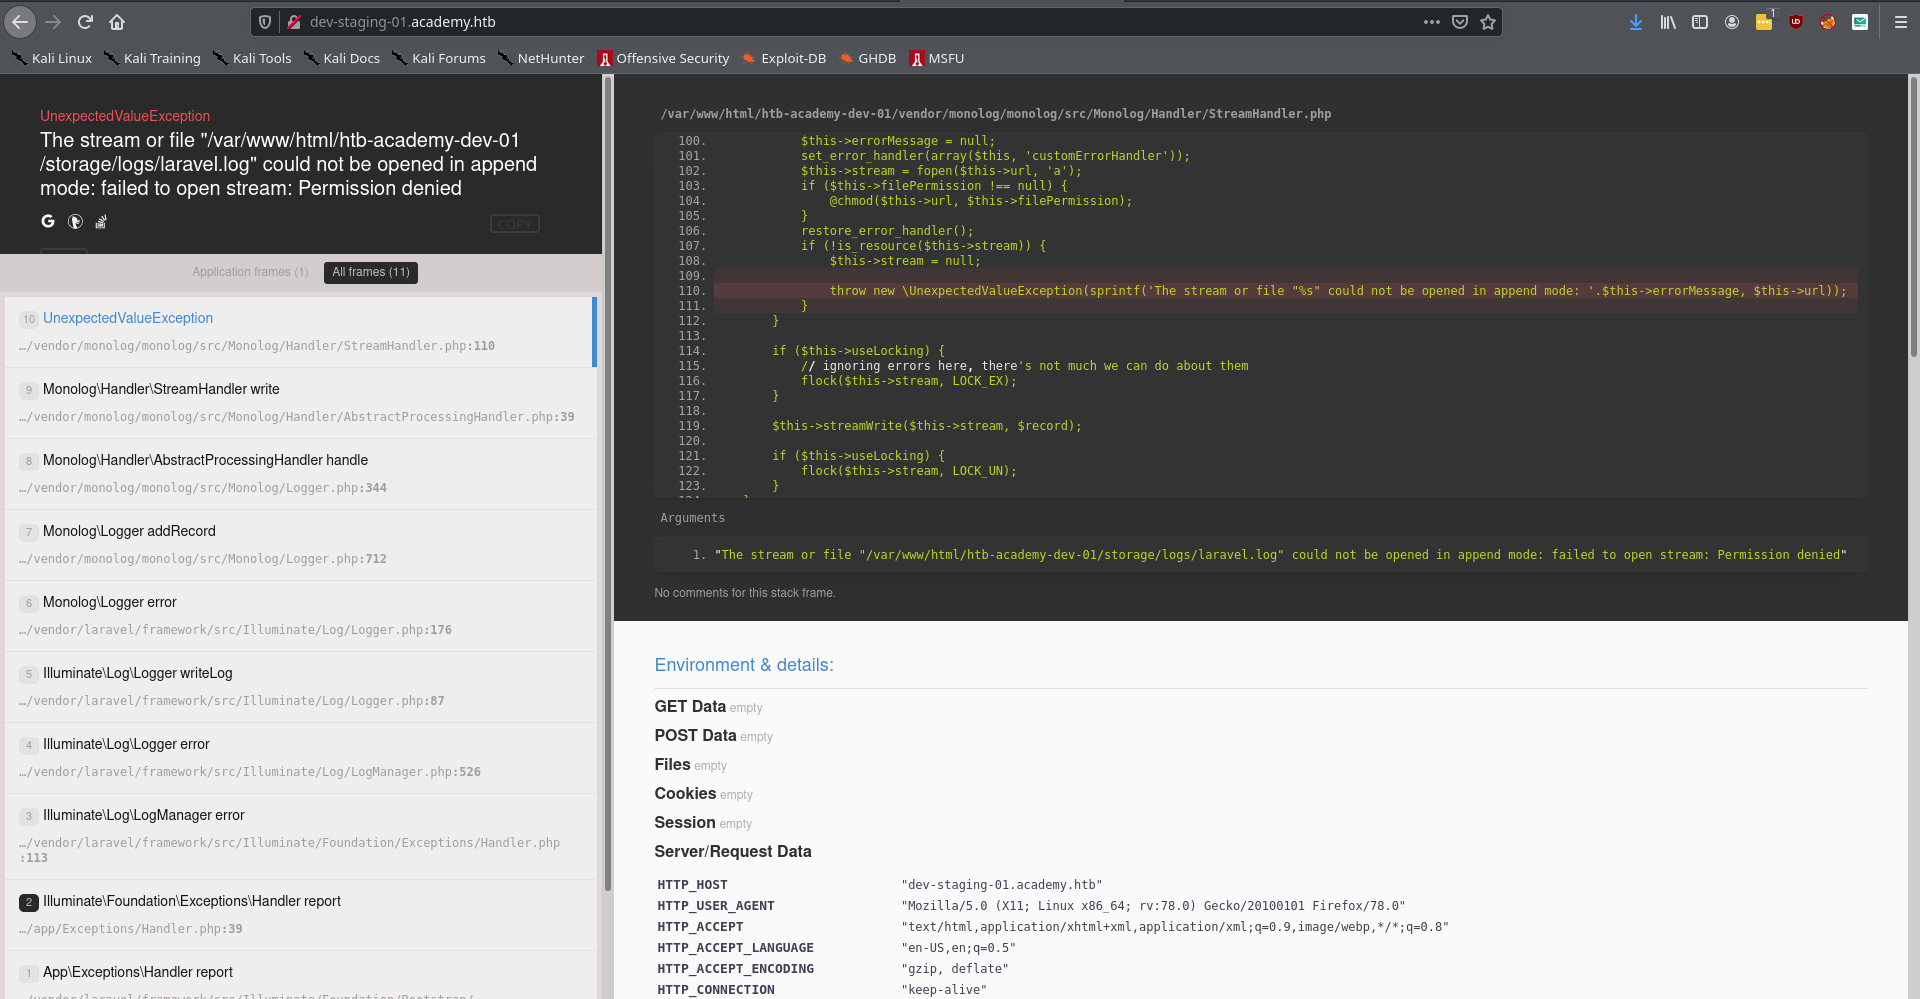 dev-staging-01.academy.htb
1
Kali Linux
Kali Training
Kali Tools
Kali Docs
Kali Forums
NetHunter
Offensive Security
Exploit-DB
GHDB
MSFU
UnexpectedValueException
The stream or file "/var/www/html/htb-academy-dev-01
/storage/logs/laravel.log" could not be opened in append
mode: failed to open stream: Permission denied
COPY
Application frames (1)
All frames (11)
10 UnexpectedValueException
…/vendor/monolog/monolog/src/Monolog/Handler/StreamHandler.php:110
9 Monolog\Handler\StreamHandler write
…/vendor/monolog/monolog/src/Monolog/Handler/AbstractProcessingHandler.php:39
8 Monolog\Handler\AbstractProcessingHandler handle
…/vendor/monolog/monolog/src/Monolog/Logger.php:344
7 Monolog\Logger addRecord
…/vendor/monolog/monolog/src/Monolog/Logger.php:712
6 Monolog\Logger error
…/vendor/laravel/framework/src/Illuminate/Log/Logger.php:176
5 Illuminate\Log\Logger writeLog
…/vendor/laravel/framework/src/Illuminate/Log/Logger.php:87
4 Illuminate\Log\Logger error
…/vendor/laravel/framework/src/Illuminate/Log/LogManager.php:526
3 Illuminate\Log\LogManager error
…/vendor/laravel/framework/src/Illuminate/Foundation/Exceptions/Handler.php
:113
2 Illuminate\Foundation\Exceptions\Handler report
…/app/Exceptions/Handler.php:39
1 App\Exceptions\Handler report
…/vendor/laravel/framework/src/Illuminate/Foundation/Bootstrap/
/var/www/html/htb-academy-dev-01/vendor/monolog/monolog/src/Monolog/Handler/StreamHandler.php
100. $this->errorMessage = null;
101. set_error_handler(array($this, 'customErrorHandler'));
102. $this->stream = fopen($this->url, 'a');
103. if ($this->filePermission !== null) {
104. @chmod($this->url, $this->filePermission);
105. }
106. restore_error_handler();
107. if (!is_resource($this->stream)) {
108. $this->stream = null;
109.
110. throw new \UnexpectedValueException(sprintf('The stream or file "%s" could not be opened in append mode: '.$this->errorMessage, $this->url));
111. }
112. }
113.
114. if ($this->useLocking) {
115. // ignoring errors here, there's not much we can do about them
116. flock($this->stream, LOCK_EX);
117. }
118.
119. $this->streamWrite($this->stream, $record);
120.
121. if ($this->useLocking) {
122. flock($this->stream, LOCK_UN);
123. }
124. }
Arguments
1. "The stream or file "/var/www/html/htb-academy-dev-01/storage/logs/laravel.log" could not be opened in append mode: failed to open stream: Permission denied"
No comments for this stack frame.
Environment & details:
GET Data empty
POST Data empty
Files empty
Cookies empty
Session empty
Server/Request Data
HTTP_HOST "dev-staging-01.academy.htb"
HTTP_USER_AGENT "Mozilla/5.0 (X11; Linux x86_64; rv:78.0) Gecko/20100101 Firefox/78.0"
HTTP_ACCEPT "text/html,application/xhtml+xml,application/xml;q=0.9,image/webp,*/*;q=0.8"
HTTP_ACCEPT_LANGUAGE "en-US,en;q=0.5"
HTTP_ACCEPT_ENCODING "gzip, deflate"
HTTP_CONNECTION "keep-alive"